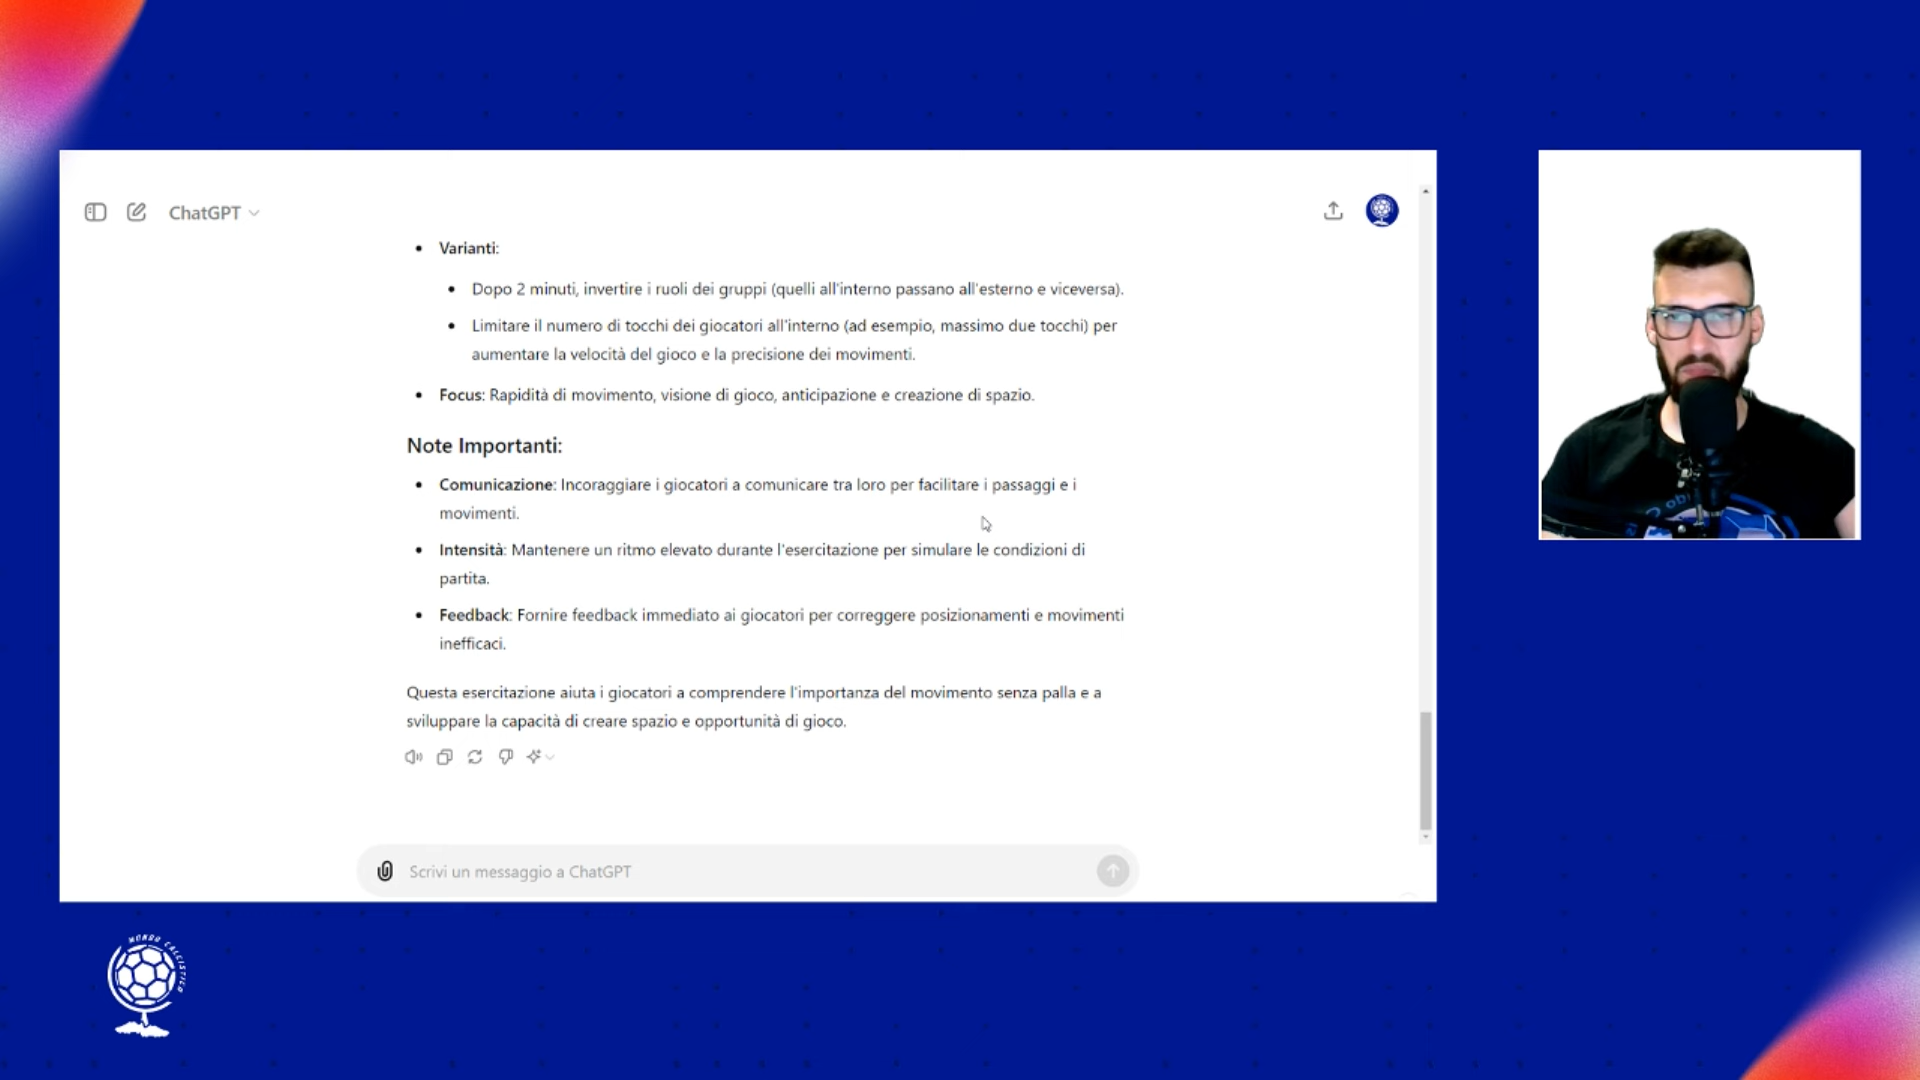 ChatGPT
Varianti:
Dopo 2 minuti, invertire i ruoli dei gruppi (quelli all'interno passano all'esterno e viceversa).
Limitare il numero di tocchi dei giocatori all'interno (ad esempio, massimo due tocchi) per
aumentare la velocità del gioco e la precisione dei movimenti.
Focus: Rapidità di movimento, visione di gioco, anticipazione e creazione di spazio.
Note Importanti:
Comunicazione: Incoraggiare i giocatori a comunicare tra loro per facilitare i passaggi e i
movimenti.
Intensità: Mantenere un ritmo elevato durante l'esercitazione per simulare le condizioni di
partita.
Feedback: Fornire feedback immediato ai giocatori per correggere posizionamenti e movimenti
inefficaci.
Questa esercitazione aiuta i giocatori a comprendere l'importanza del movimento senza palla e a
sviluppare la capacità di creare spazio e opportunità di gioco.
Scrivi un messaggio a ChatGPT
MONDO CALCISTICO